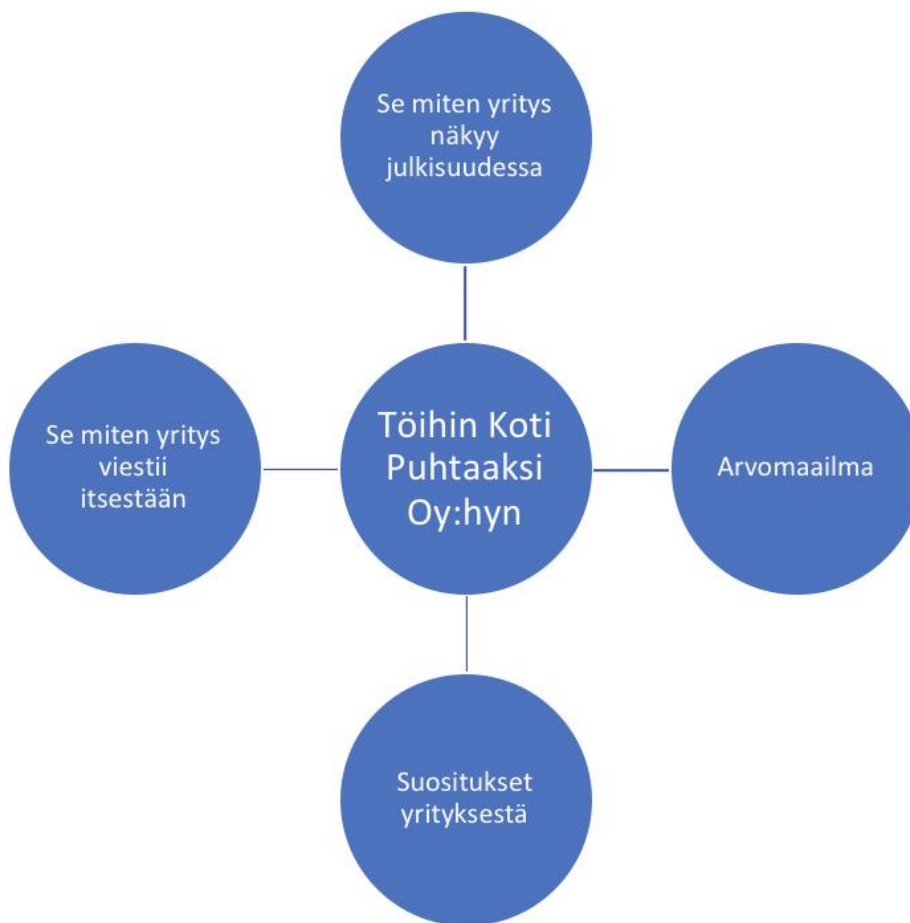 Se miten yritys
näkyy
julkisuudessa
Se miten yritys
viestii
itsestään
Töihin Koti
Puhtaaksi
Oy:hyn
Arvomaailma
Suositukset
yrityksestä